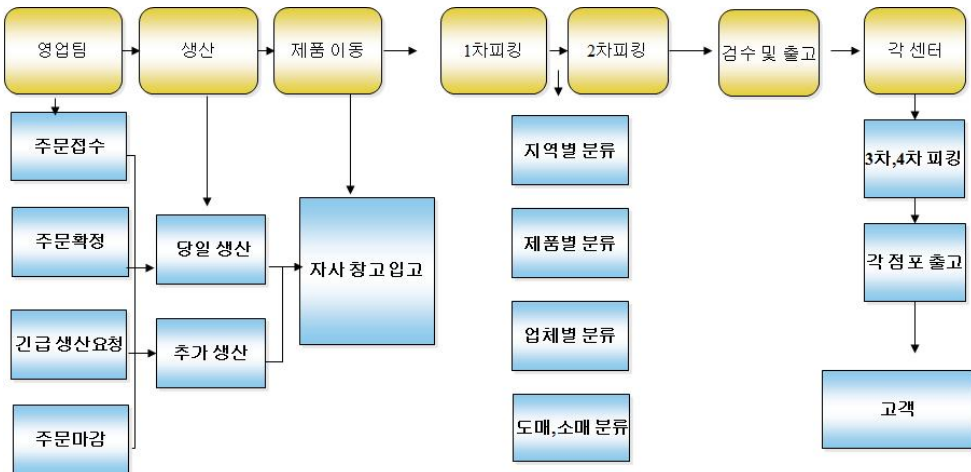 영업팀
생산
제품 이동
1차피킹
2차피킹
검수 및 출고
각 센터
주문접수
주문확정
긴급 생산요청
주문마감
당일 생산
추가 생산
자사 창고 입고
지역별 분류
제품별 분류
업체별 분류
도매,소매 분류
3차,4차 피킹
각 점포 출고
고객